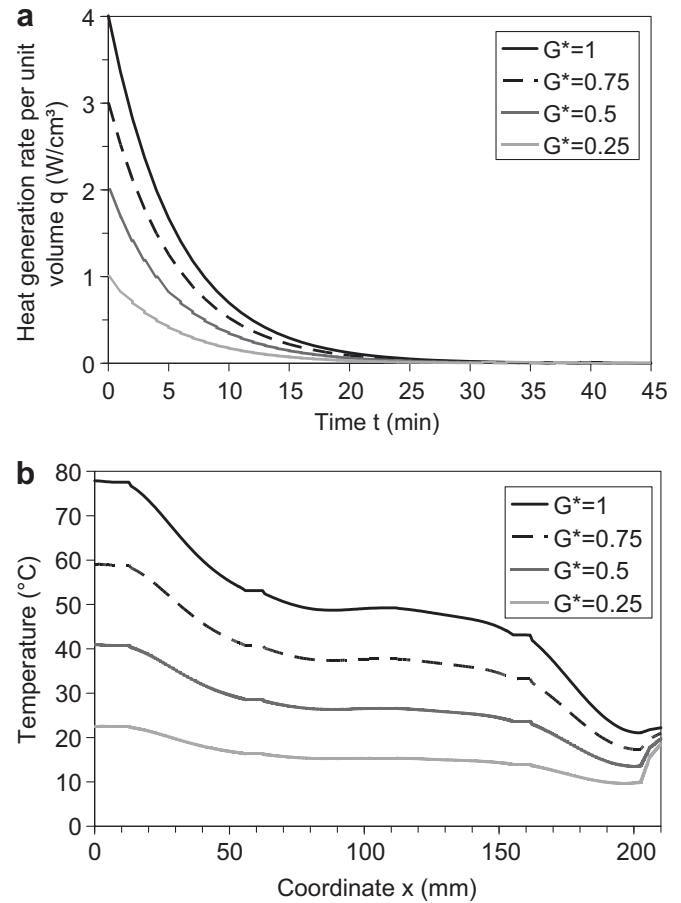 a
Heat generation rate per unit
volume q (W/cm³)
4
3
2
1
0
G*=1
G*=0.75
G*=0.5
G*=0.25
0 5 10 15 20 25 30 35 40 45
Time t (min)
b
Temperature (°C)
80
70
60
50
40
30
20
10
0
G*=1
G*=0.75
G*=0.5
G*=0.25
0 50 100 150 200
Coordinate x (mm)